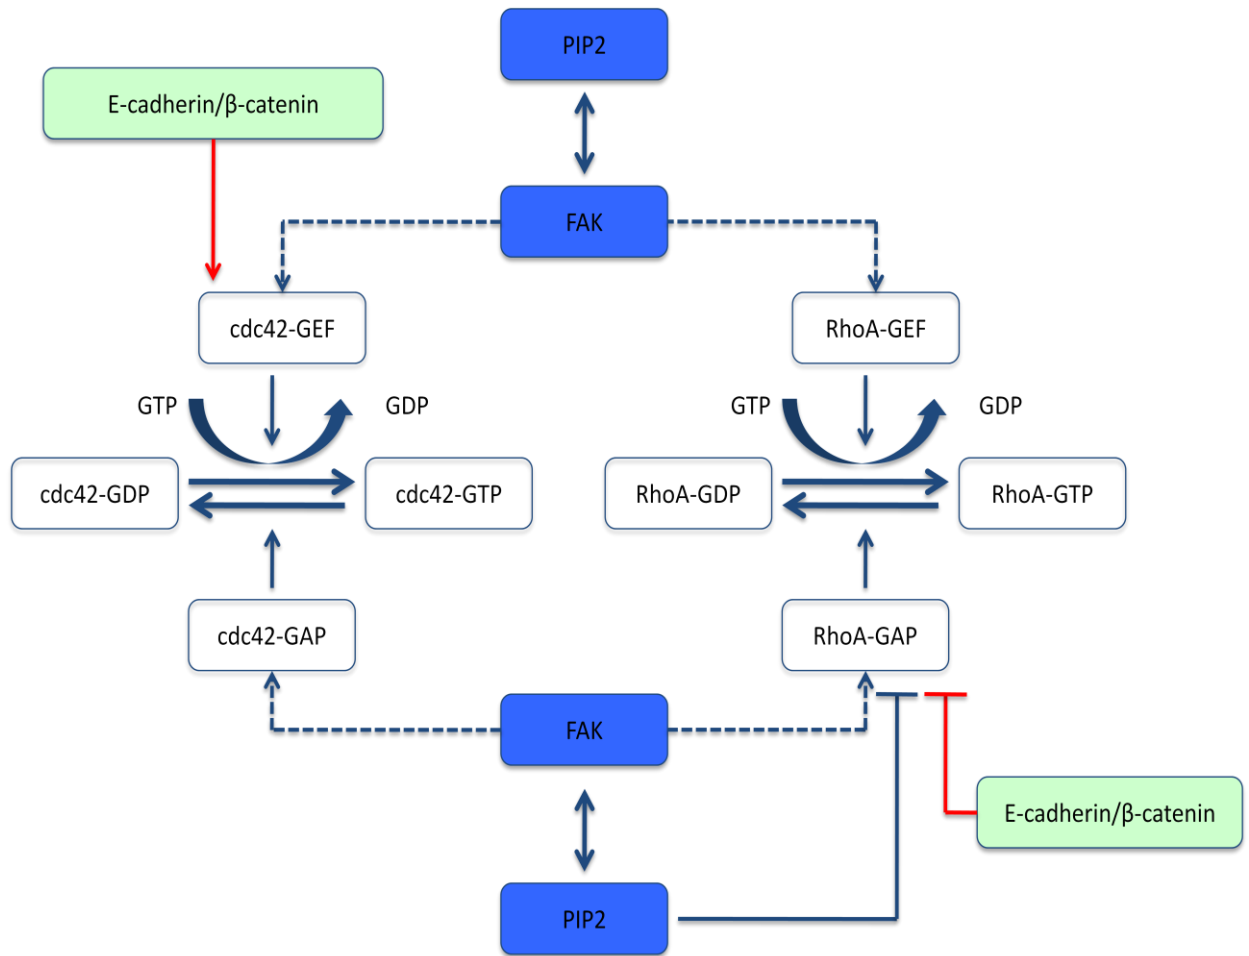 PIP2
E-cadherin/β-catenin
FAK
cdc42-GEF
RhoA-GEF
GTP
GDP
GTP
GDP
cdc42-GDP
cdc42-GTP
RhoA-GDP
RhoA-GTP
cdc42-GAP
RhoA-GAP
FAK
E-cadherin/β-catenin
PIP2